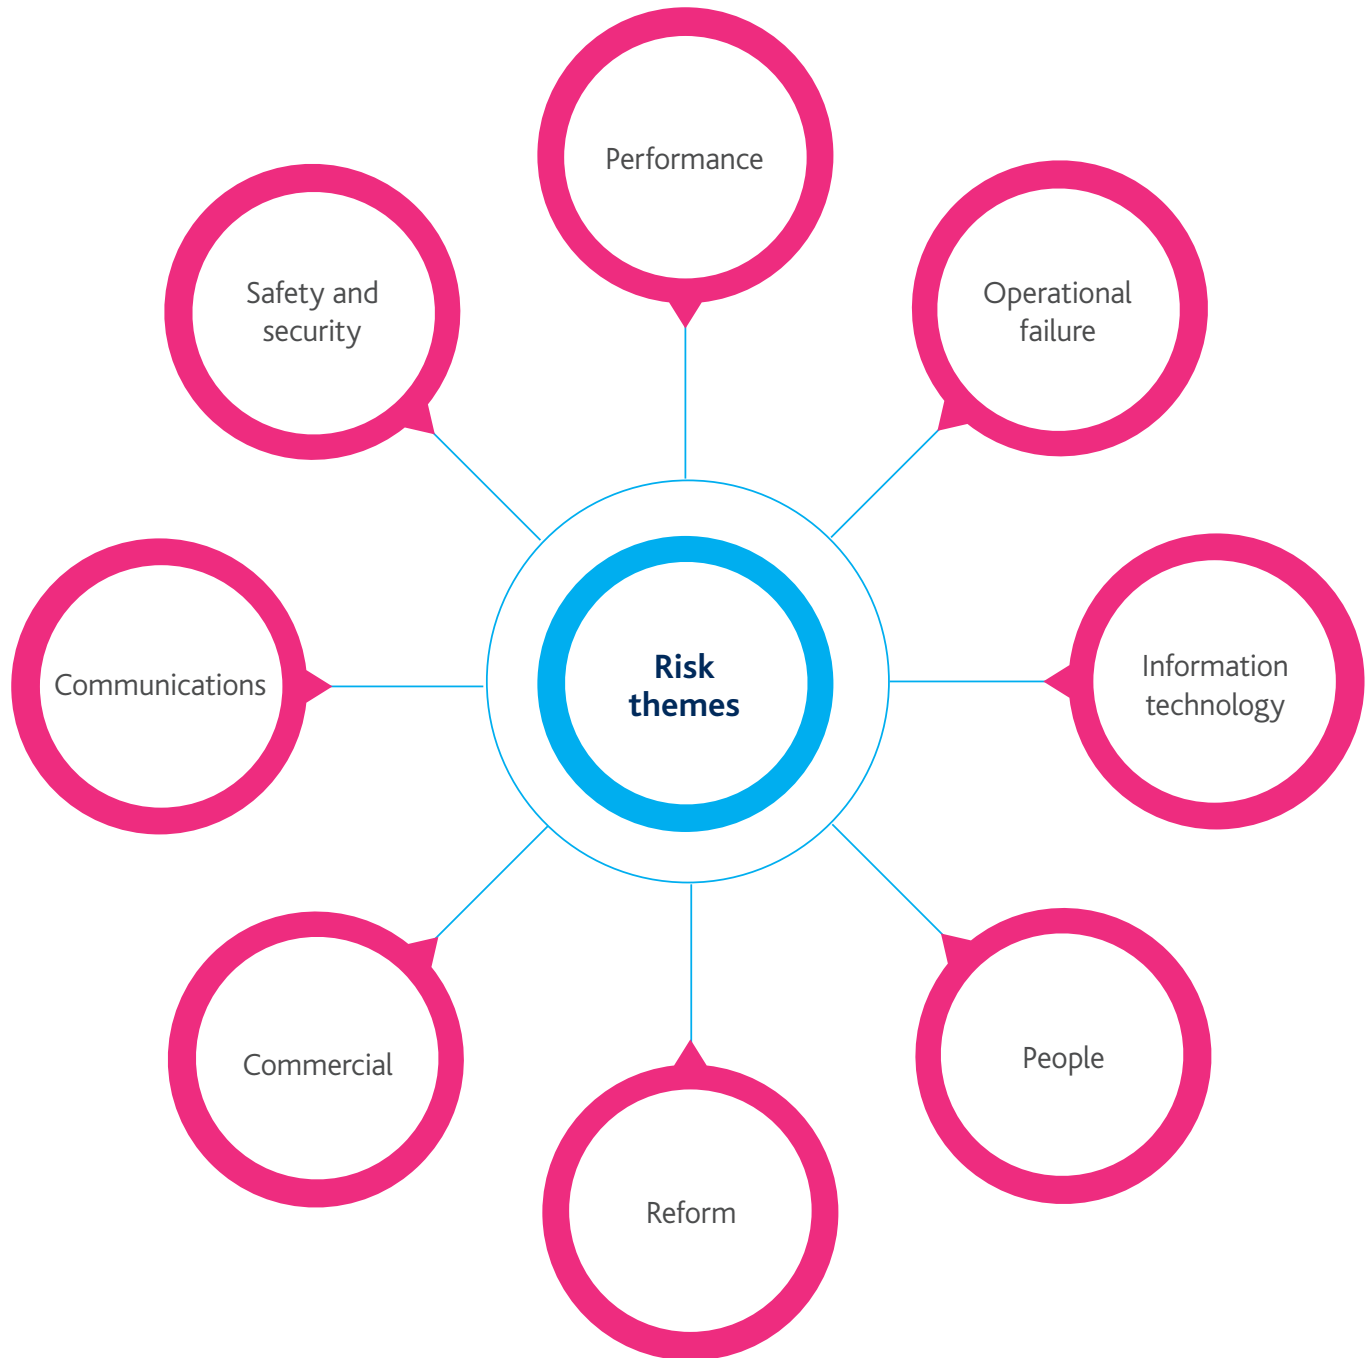 Performance
Safety and
security
Operational
failure
Communications
Risk
themes
Information
technology
Commercial
People
Reform